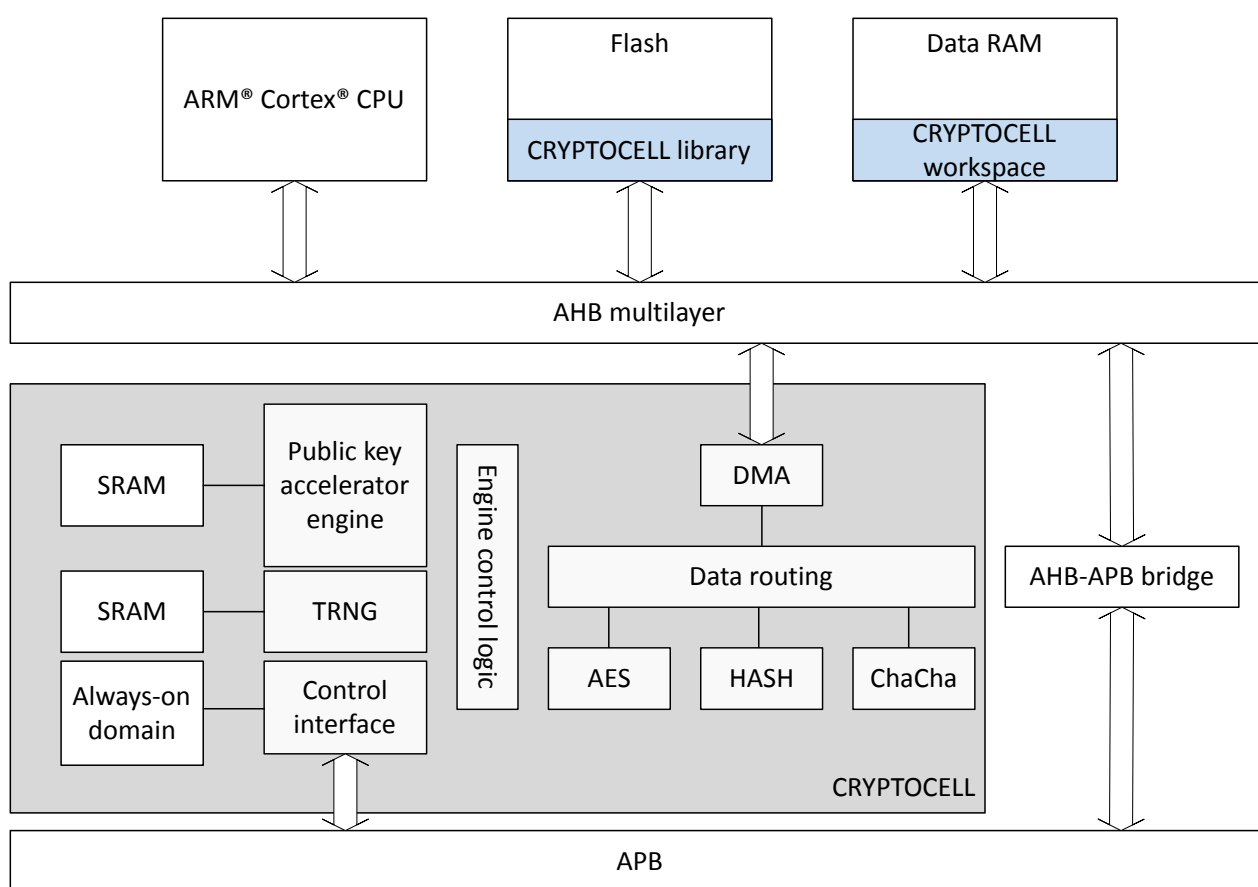 ARM® Cortex® CPU
Flash
CRYPTOCELL library
Data RAM
CRYPTOCELL
workspace
AHB multilayer
SRAM
Public key
accelerator
engine
Engine control logic
DMA
Data routing
AHB-APB bridge
SRAM
TRNG
Always-on
domain
Control
interface
AES
HASH
ChaCha
CRYPTOCELL
APB